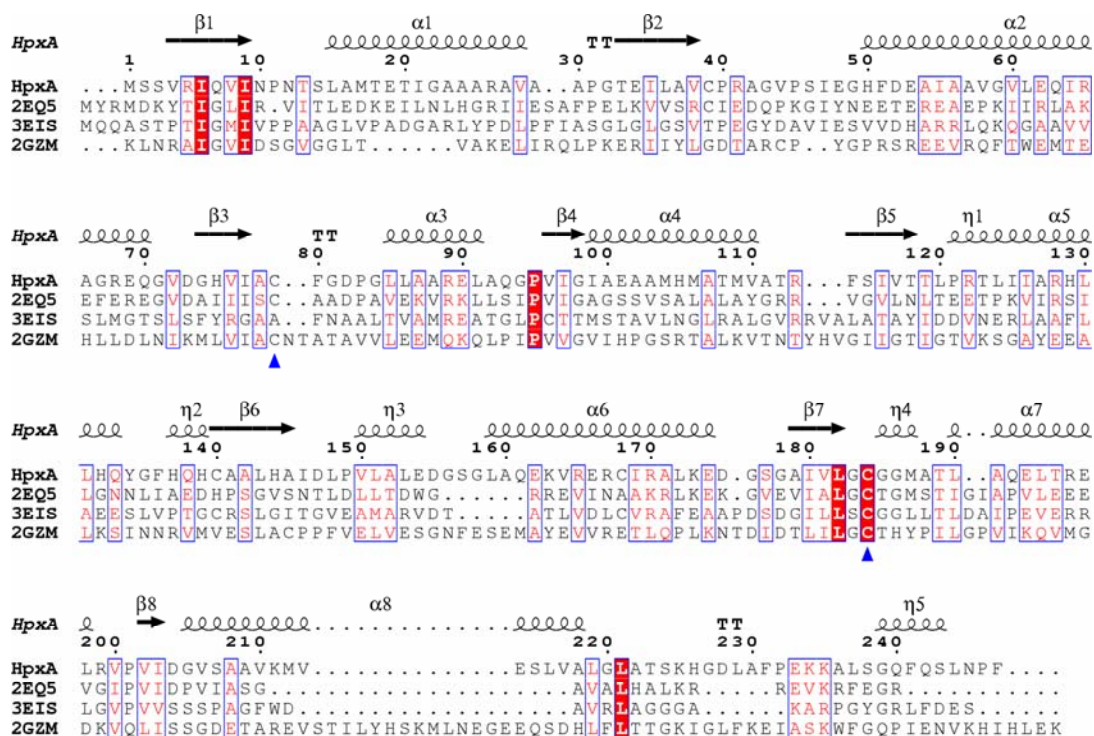 β1 α1 β2 α2
HpxA TT
1 10 20 30 40 50 60
HpxA ...MSSVRIQVINPNTSLAMTETIGAAARAVA..APGTEILAVCPRAGVPSIEGHFDEAIAAVGVLEQIR
2EQ5 MYRMDKYTIGLIR.VITLEDKEILNLHGRIIESAFPELKVVSRCIEDQPKGIYNEETEREAEPKIIRLAK
3EIS MQQASTPTIGMIVPPAAGLVPADGARLYPDLPFIASGLGLGSVTPEGYDAVIESVVDHARRLQKQGAAVV
2GZM ...KLNRAIGVIDSGVGGLT......VAKELIRQLPKERIIYLGDTARCP..YGPRSREEVRQFTWEMTE
β3 α3 β4 α4 β5 η1 α5
HpxA TT
70 80 90 100 110 120 130
HpxA AGREQGVDGHVIAC..FGDPGLLAARELAQGPVIGIAEAAMHMATMVATR...FSIVTTLPRTLIIARHL
2EQ5 EFEREGVDAIIISC..AADPAVEKVRKLLSIPVIGAGSSVSALALAYGRR...VGVLNLTEETPKVIRSI
3EIS SLMGTSLSFYRGAA..FNAALTVAMREATGLPCTTMSTAVLNGLRALGVRRVALATAYIDDVNERLAAFL
2GZM HLLDLNIKMLVIACNTATAVVLEEMQKQLPIPVVGVIHPGSRTALKVTNTYHVGIIGTIGTVKSGAYEEA
η2 β6 η3 α6 β7 η4 α7
HpxA
140 150 160 170 180 190
HpxA LHQYGFHQHCAALHAIDLPVLALEDGSGLAQEKVRERCIRALKED.GSGAIVLGCGGMATL..AQELTRE
2EQ5 LGNNLIAEDHPSGVSNTLDLLTDWG......RREVINAAKRLKEK.GVEVIALGCTGMSTIGIAPVLEEE
3EIS AEESLVPTGCRSLGITGVEAMARVDT.....ATLVDLCVRAFEAAPDSDGILLSCGGLLTLDAIPEVERR
2GZM LKSINNRVMVESLACPPFVELVESGNFESEMAYEVVRETLQPLKNTDIDTLILGCTHYPILGPVIKQVMG
β8 α8 η5
HpxA TT
200 210 220 230 240
HpxA LRVPVIDGVSAAVKMV................ESLVALGLATSKHGDLAFPEKKALSGQFQSLNPF....
2EQ5 VGIPVIDPVIASG......................AVALHALKR.....REVKRFEGR............
3EIS LGVPVVSSSPAGFWD....................AVRLAGGGA.....KARPGYGRLFDES........
2GZM DKVQLISSGDETAREVSTILYHSKMLNEGEEQSDHLFLTTGKIGLFKEIASKWFGQPIENVKHIHLEK